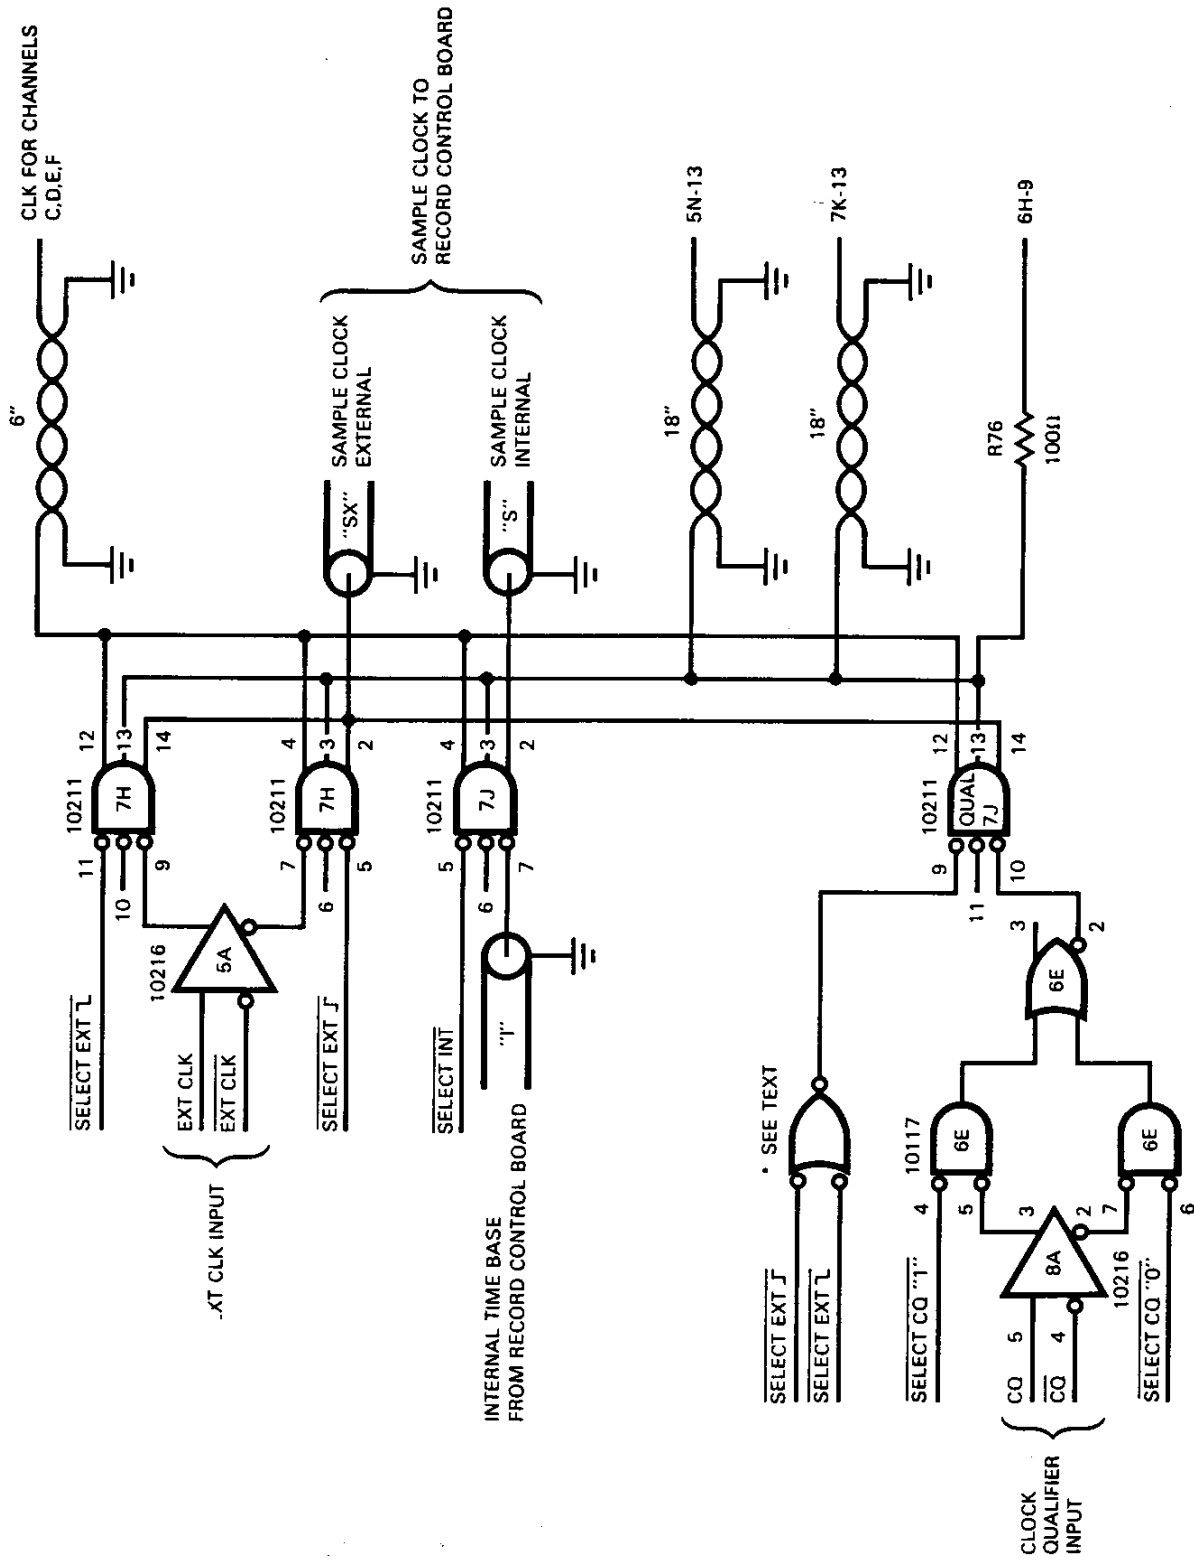 CLK FOR CHANNELS
C,D,E,F
6"
12
13
14
10211
7H
11
10
9
SELECT EXT ⅂
10216
5A
EXT CLK
EXT CLK
.XT CLK INPUT
4
3
2
10211
7H
7
6
5
SELECT EXT ⌠
SAMPLE CLOCK
EXTERNAL
"SX"
SAMPLE CLOCK TO
RECORD CONTROL BOARD
SAMPLE CLOCK
INTERNAL
"S"
4
3
2
10211
7J
5
6
7
SELECT INT
"I"
INTERNAL TIME BASE
FROM RECORD CONTROL BOARD
18"
5N-13
18"
7K-13
R76
100Ω
6H-9
* SEE TEXT
SELECT EXT ⌠
SELECT EXT ⅂
12
13
14
10211
QUAL
7J
9
11
10
3
2
6E
10117
6E
4
5
SELECT CQ "1"
6E
7
6
SELECT CQ "0"
3
2
8A
10216
CQ
5
CQ
4
CLOCK
QUALIFIER
INPUT